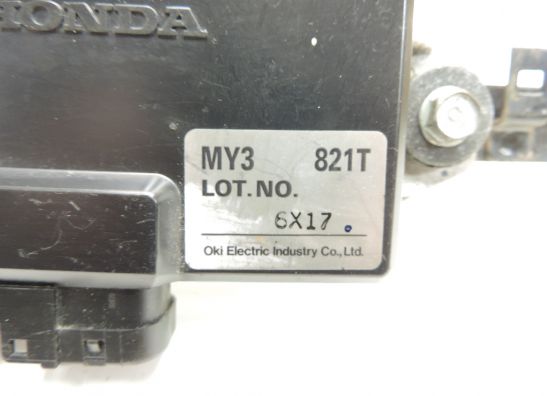 HONDA
MY3 821T
LOT.NO.
6X17.
Oki Electric Industry Co., Ltd.